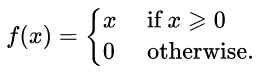 f(x) = { x if x ⩾ 0
0 otherwise.